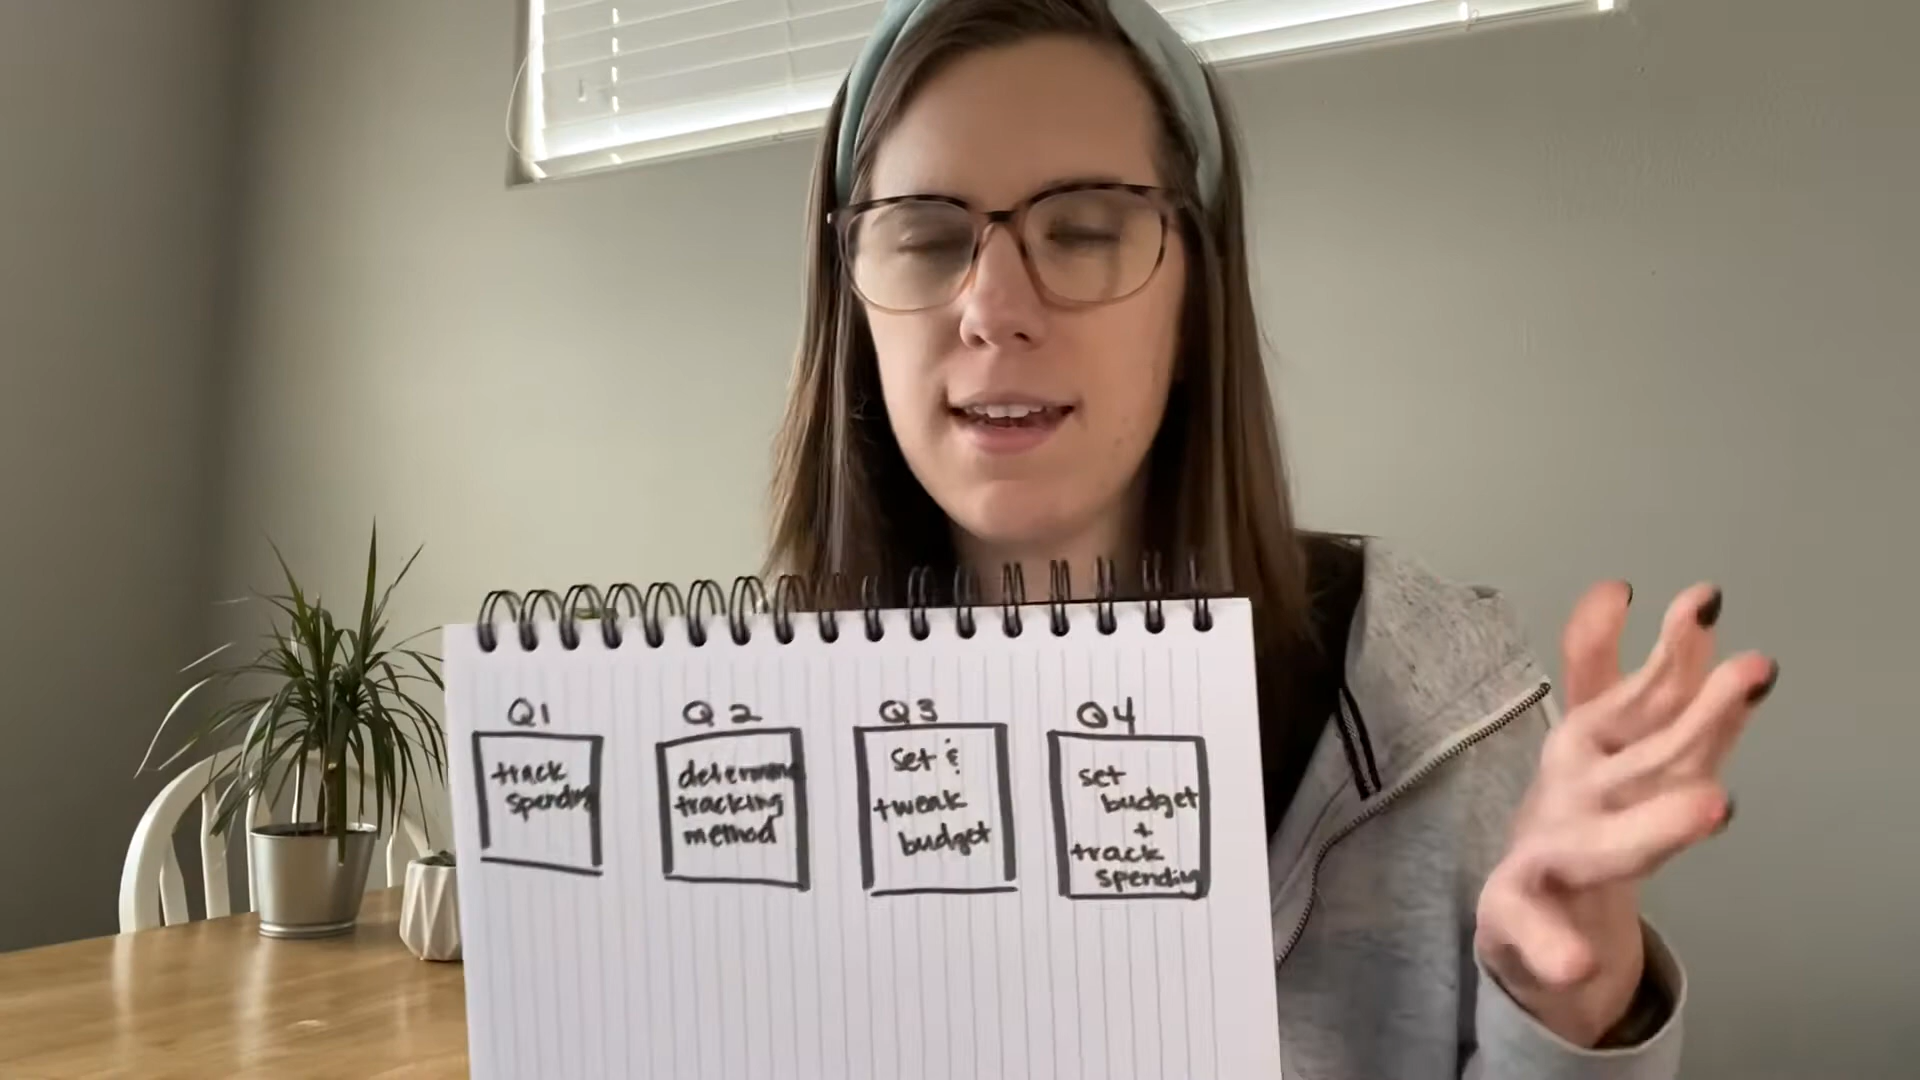 Q1
track
spending
Q2
determine
tracking
method
Q3
set &
tweak
budget
Q4
set
budget
+
track
spending